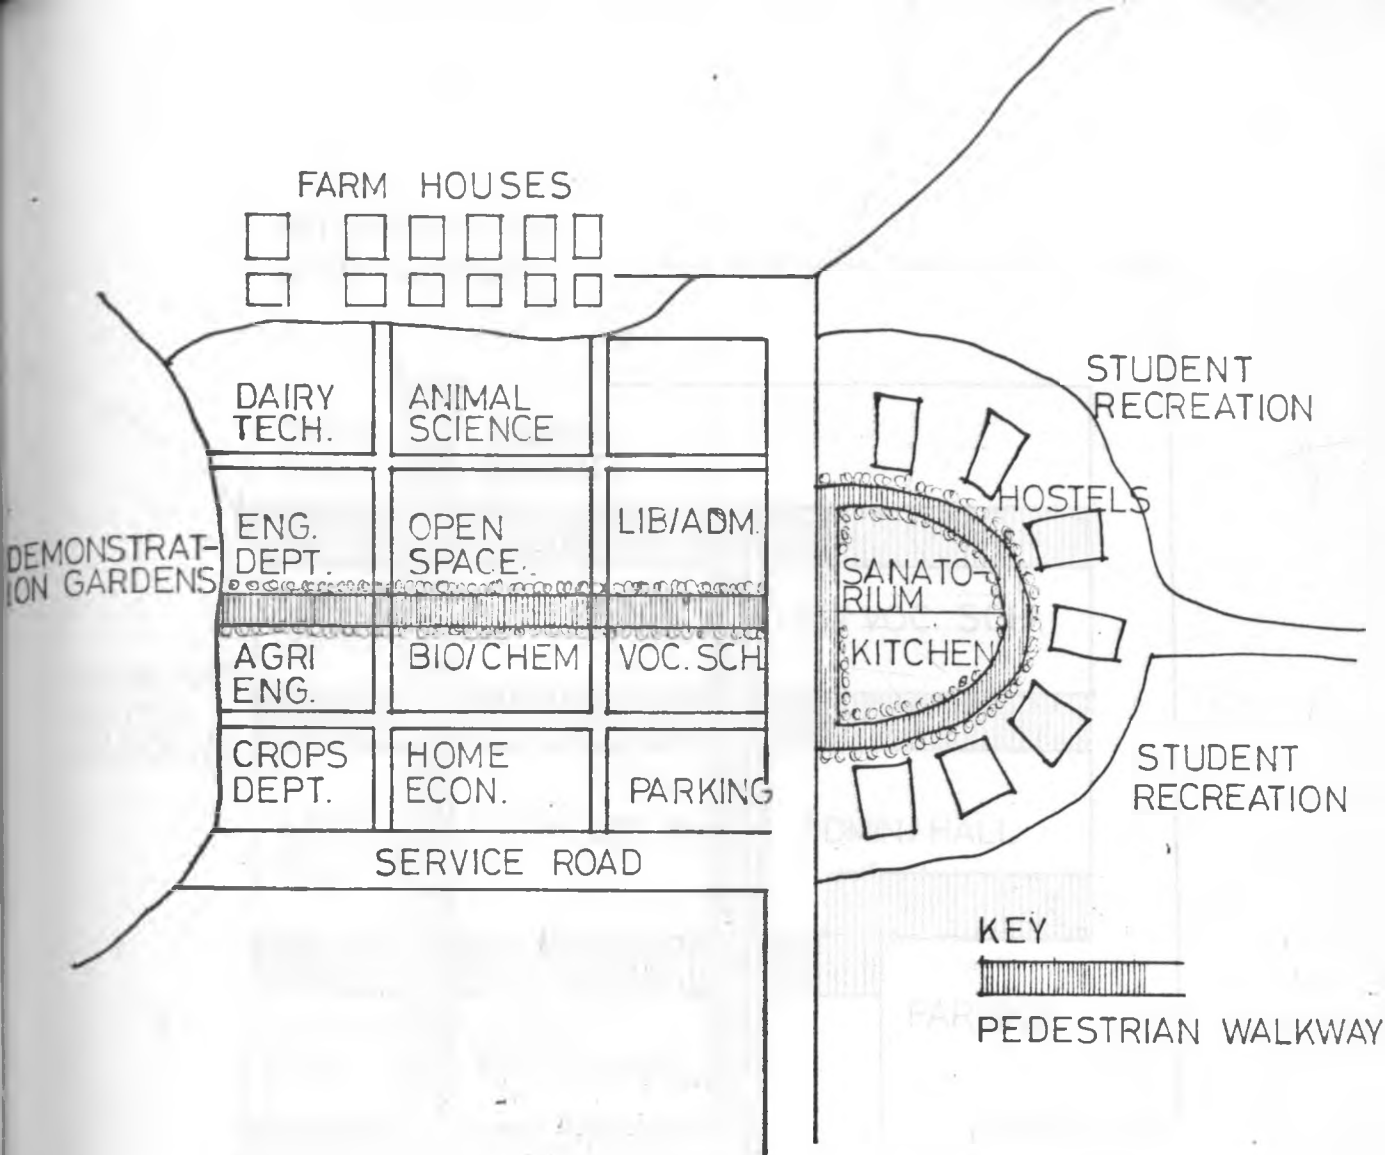 FARM HOUSES
STUDENT
RECREATION
DAIRY
TECH.
ANIMAL
SCIENCE
HOSTELS
ENG.
DEPT.
OPEN
SPACE.
LIB/ADM.
DEMONSTRAT-
ION GARDENS
SANATO-
RIUM.
KITCHEN
AGRI
ENG.
BIO/CHEM
VOC. SCH.
CROPS
DEPT.
HOME
ECON.
PARKING
STUDENT
RECREATION
SERVICE ROAD
KEY
PEDESTRIAN WALKWAY